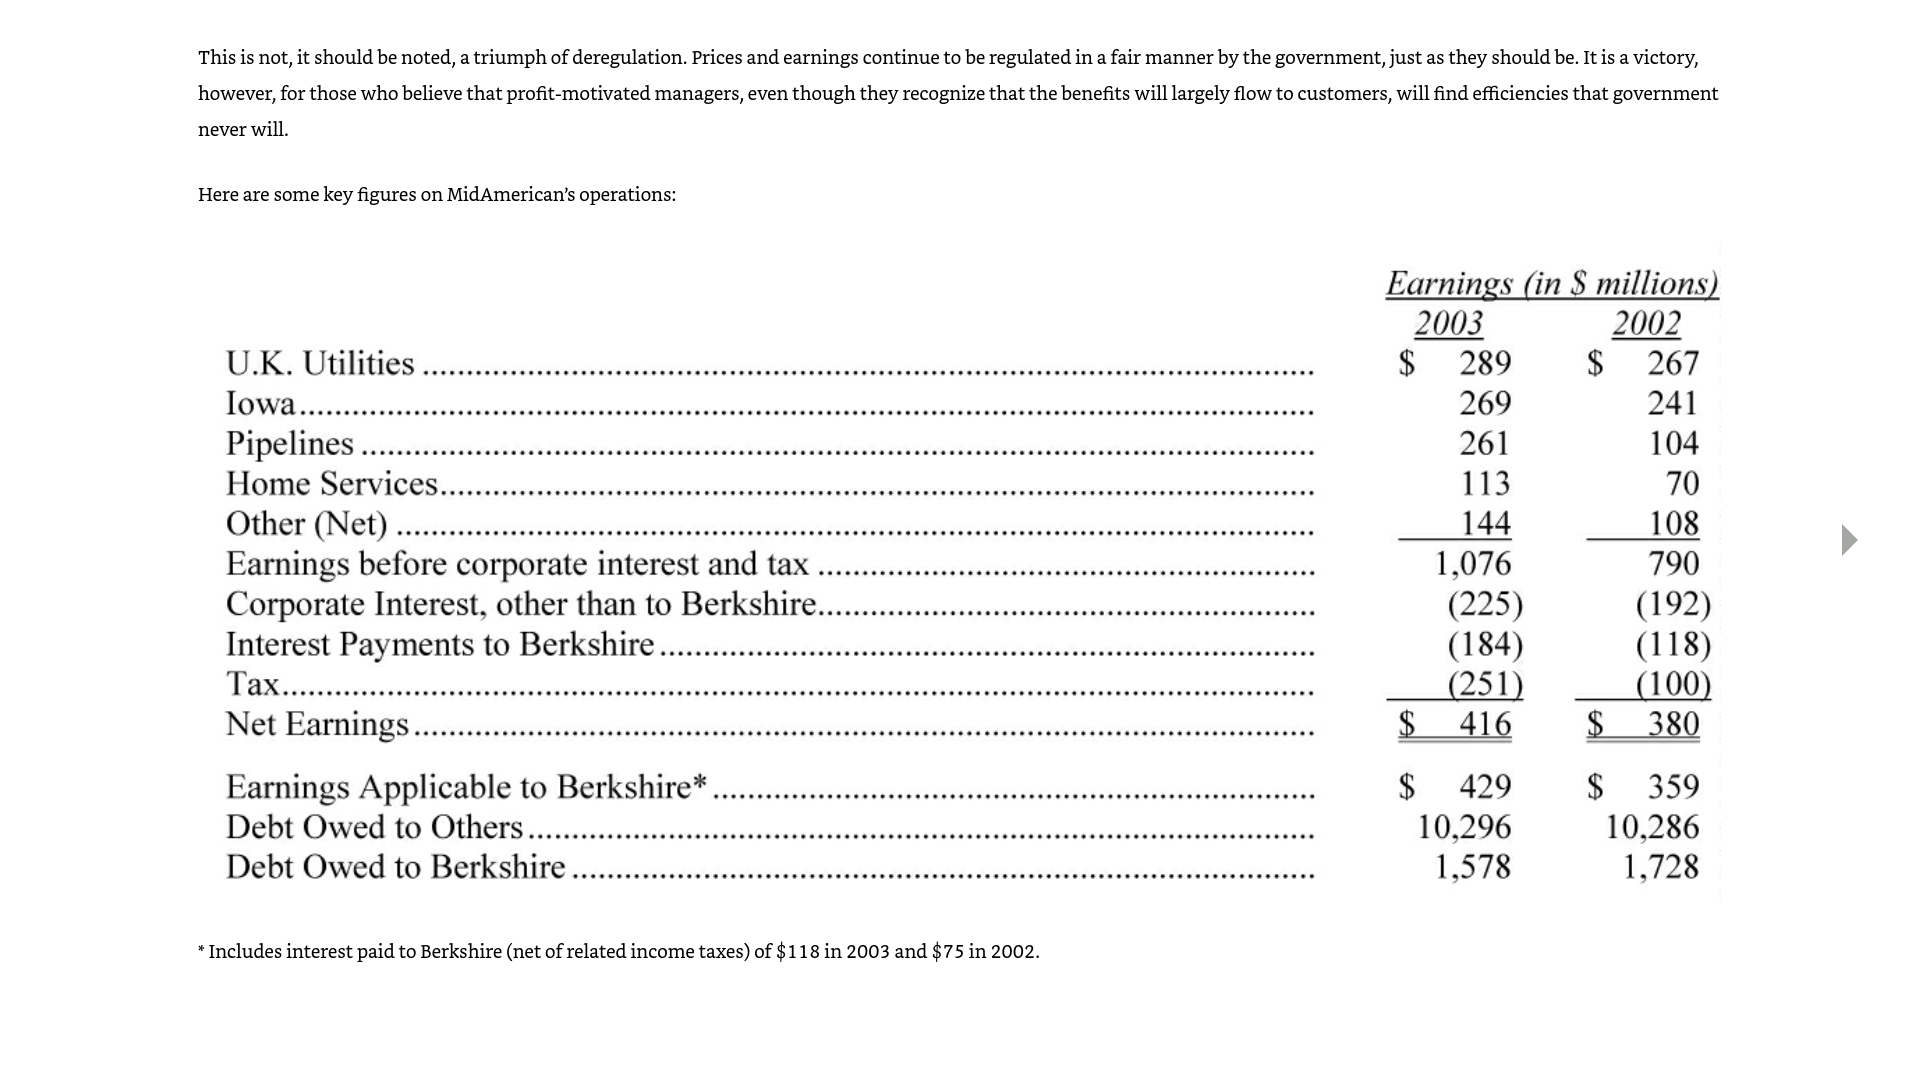 This is not, it should be noted, a triumph of deregulation. Prices and earnings continue to be regulated in a fair manner by the government, just as they should be. It is a victory,
however, for those who believe that profit-motivated managers, even though they recognize that the benefits will largely flow to customers, will find efficiencies that government
never will.
Here are some key figures on MidAmerican’s operations:
Earnings (in $ millions)
2003 2002
U.K. Utilities $ 289 $ 267
Iowa 269 241
Pipelines 261 104
Home Services 113 70
Other (Net) 144 108
Earnings before corporate interest and tax 1,076 790
Corporate Interest, other than to Berkshire (225) (192)
Interest Payments to Berkshire (184) (118)
Tax (251) (100)
Net Earnings $ 416 $ 380
Earnings Applicable to Berkshire* $ 429 $ 359
Debt Owed to Others 10,296 10,286
Debt Owed to Berkshire 1,578 1,728
* Includes interest paid to Berkshire (net of related income taxes) of $118 in 2003 and $75 in 2002.